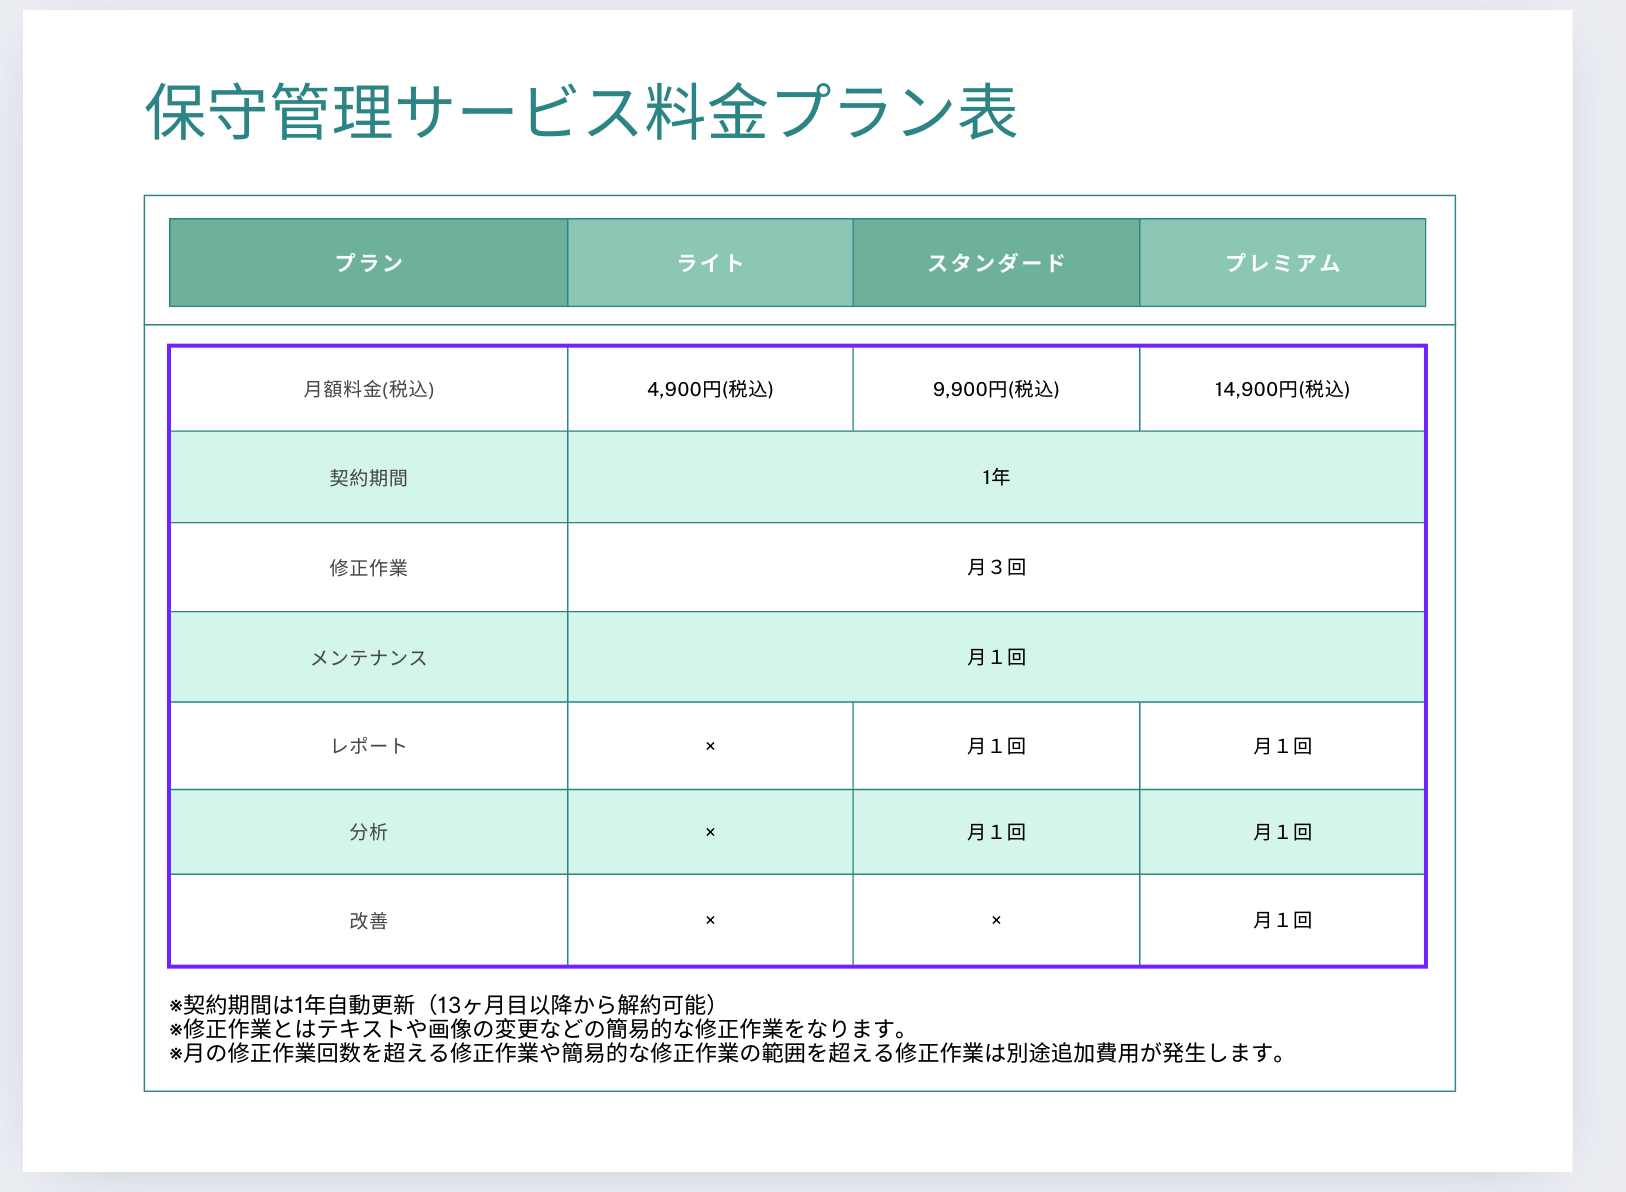 保守管理サービス料金プラン表
プラン ライト スタンダード プレミアム
月額料金(税込) 4,900円(税込) 9,900円(税込) 14,900円(税込)
契約期間 1年
修正作業 月３回
メンテナンス 月１回
レポート × 月１回 月１回
分析 × 月１回 月１回
改善 × × 月１回
※契約期間は1年自動更新（13ヶ月目以降から解約可能）
※修正作業とはテキストや画像の変更などの簡易的な修正作業をなります。
※月の修正作業回数を超える修正作業や簡易的な修正作業の範囲を超える修正作業は別途追加費用が発生します。